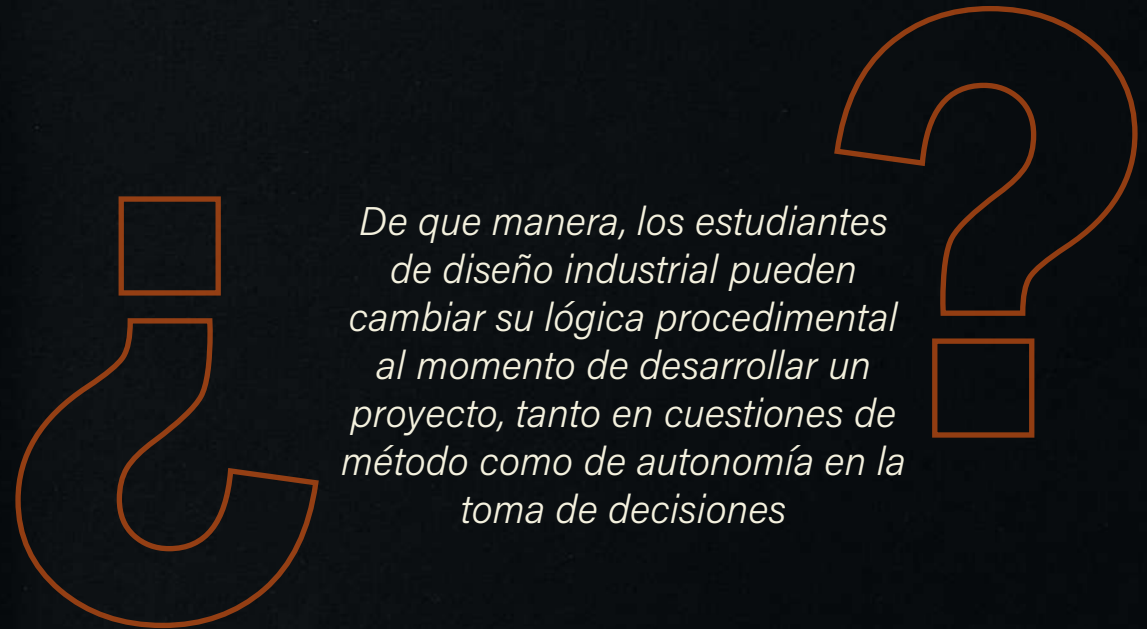 ¿
De que manera, los estudiantes
de diseño industrial pueden
cambiar su lógica procedimental
al momento de desarrollar un
proyecto, tanto en cuestiones de
método como de autonomía en la
toma de decisiones
?